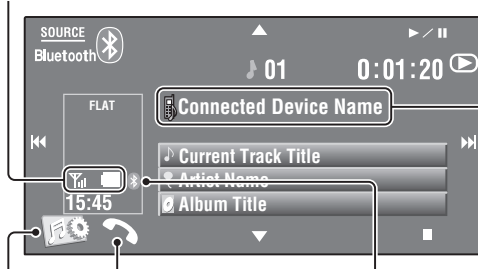 SOURCE
Bluetooth
01
0:01:20
FLAT
Connected Device Name
Current Track Title
Artist Name
Album Title
15:45